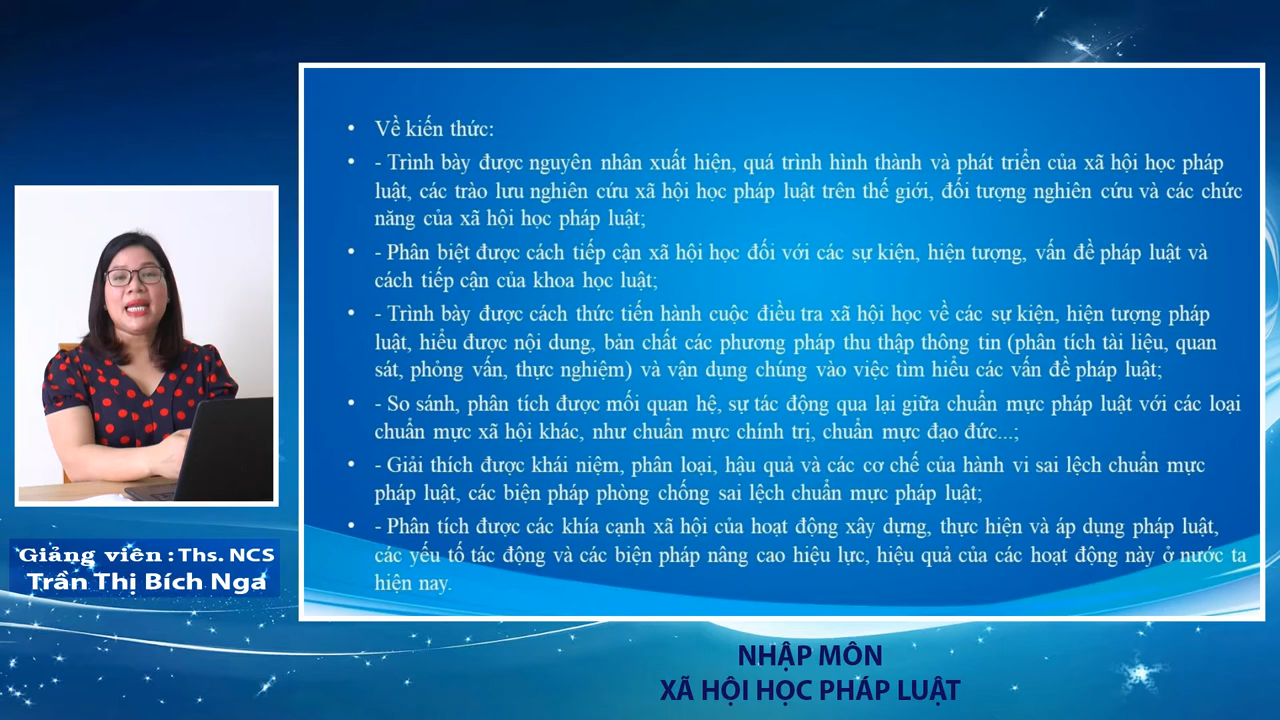 • Về kiến thức:
• - Trình bày được nguyên nhân xuất hiện, quá trình hình thành và phát triển của xã hội học pháp
luật, các trào lưu nghiên cứu xã hội học pháp luật trên thế giới, đối tượng nghiên cứu và các chức
năng của xã hội học pháp luật;
• - Phân biệt được cách tiếp cận xã hội học đối với các sự kiện, hiện tượng, vấn đề pháp luật và
cách tiếp cận của khoa học luật;
• - Trình bày được cách thức tiến hành cuộc điều tra xã hội học về các sự kiện, hiện tượng pháp
luật, hiểu được nội dung, bản chất các phương pháp thu thập thông tin (phân tích tài liệu, quan
sát, phỏng vấn, thực nghiệm) và vận dụng chúng vào việc tìm hiểu các vấn đề pháp luật;
• - So sánh, phân tích được mối quan hệ, sự tác động qua lại giữa chuẩn mực pháp luật với các loại
chuẩn mực xã hội khác, như chuẩn mực chính trị, chuẩn mực đạo đức...;
• - Giải thích được khái niệm, phân loại, hậu quả và các cơ chế của hành vi sai lệch chuẩn mực
pháp luật, các biện pháp phòng chống sai lệch chuẩn mực pháp luật;
• - Phân tích được các khía cạnh xã hội của hoạt động xây dựng, thực hiện và áp dụng pháp luật,
các yếu tố tác động và các biện pháp nâng cao hiệu lực, hiệu quả của các hoạt động này ở nước ta
hiện nay.
Giảng viên : Ths. NCS
Trần Thị Bích Nga
NHẬP MÔN
XÃ HỘI HỌC PHÁP LUẬT